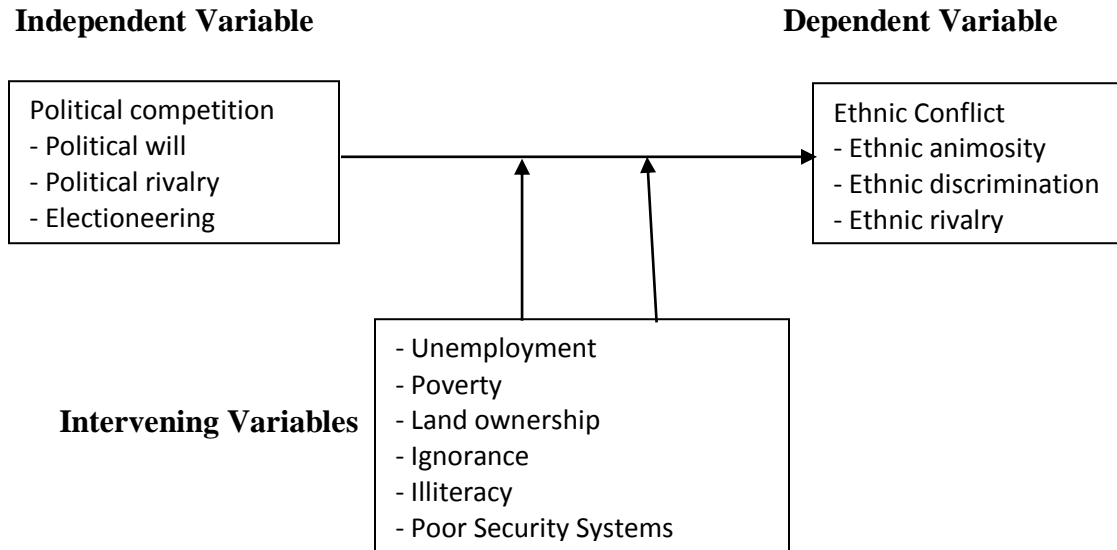 Independent Variable
Dependent Variable
Political competition
- Political will
- Political rivalry
- Electioneering
Ethnic Conflict
- Ethnic animosity
- Ethnic discrimination
- Ethnic rivalry
Intervening Variables
- Unemployment
- Poverty
- Land ownership
- Ignorance
- Illiteracy
- Poor Security Systems